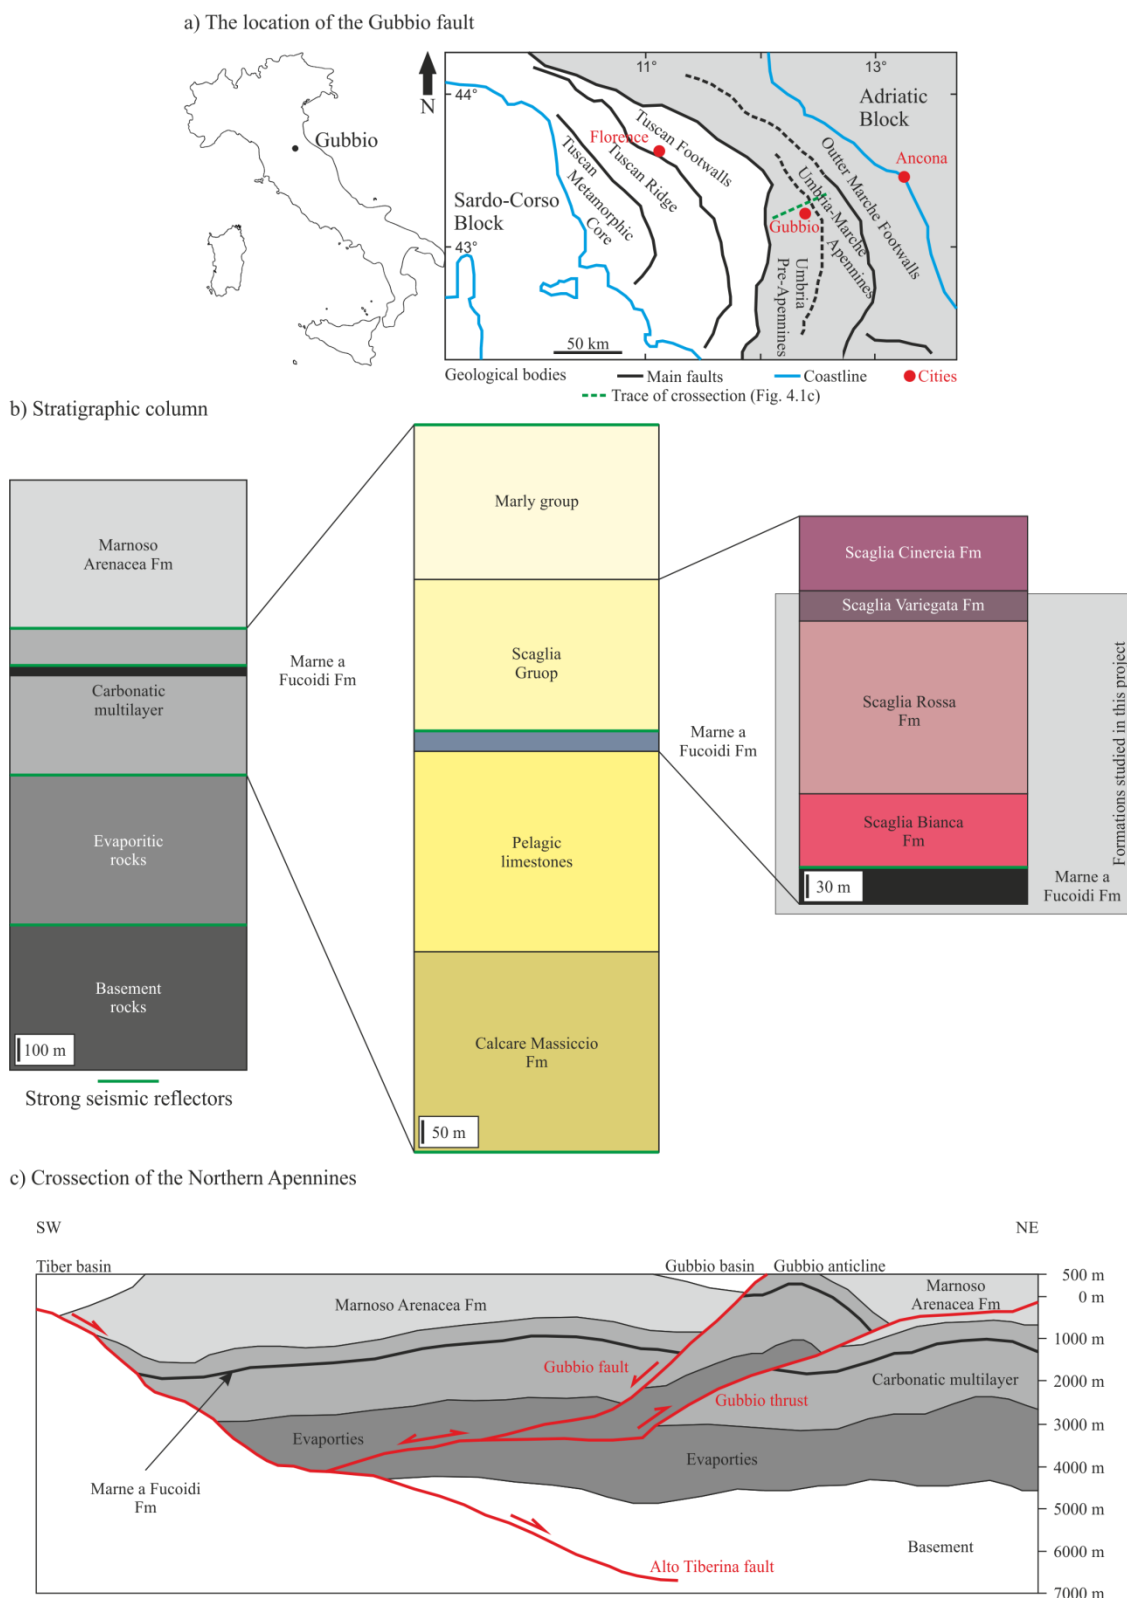 a) The location of the Gubbio fault
Gubbio
N
11°
13°
44°
43°
Adriatic
Block
Ancona
Florence
Gubbio
Sardo-Corso
Block
Tuscan
Metamorphic
Core
Tuscan Ridge
Tuscan Footwalls
Umbria
Pre-Apennines
Umbria-Marche
Apennines
Outter Marche Footwalls
50 km
Geological bodies
Main faults
Coastline
Cities
Trace of crossection (Fig. 4.1c)
b) Stratigraphic column
Marnoso
Arenacea Fm
Carbonatic
multilayer
Evaporitic
rocks
Basement
rocks
100 m
Strong seismic reflectors
Marne a
Fucoidi Fm
Marly group
Scaglia
Gruop
Pelagic
limestones
Calcare Massiccio
Fm
50 m
Marne a
Fucoidi Fm
Scaglia Cinereia Fm
Scaglia Variegata Fm
Scaglia Rossa
Fm
Scaglia Bianca
Fm
30 m
Marne a
Fucoidi Fm
Formations studied in this project
c) Crossection of the Northern Apennines
SW
NE
Tiber basin
Gubbio basin
Gubbio anticline
Marnoso Arenacea Fm
Marnoso
Arenacea Fm
Gubbio fault
Gubbio thrust
Carbonatic multilayer
Evaporties
Evaporties
Marne a Fucoidi
Fm
Alto Tiberina fault
Basement
500 m
0 m
1000 m
2000 m
3000 m
4000 m
5000 m
6000 m
7000 m